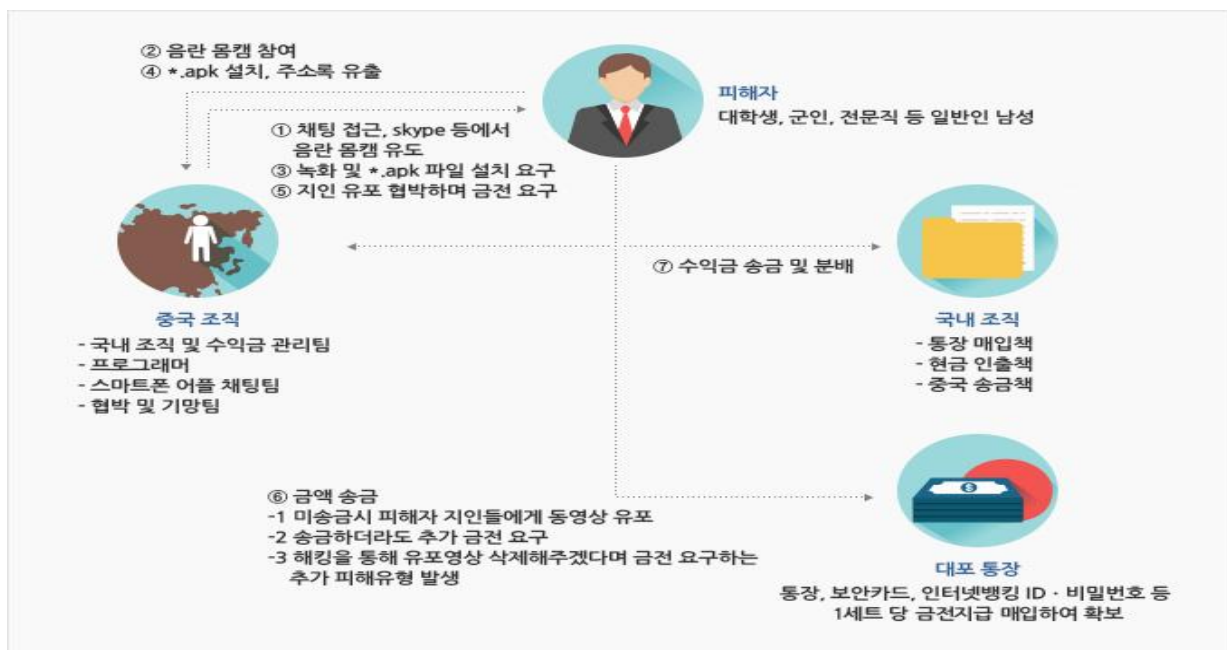 ② 음란 몸캠 참여
④ *.apk 설치, 주소록 유출
피해자
대학생, 군인, 전문직 등 일반인 남성
① 채팅 접근, skype 등에서
음란 몸캠 유도
③ 녹화 및 *.apk 파일 설치 요구
⑤ 지인 유포 협박하며 금전 요구
⑦ 수익금 송금 및 분배
중국 조직
- 국내 조직 및 수익금 관리팀
- 프로그래머
- 스마트폰 어플 채팅팀
- 협박 및 기망팀
국내 조직
- 통장 매입책
- 현금 인출책
- 중국 송금책
⑥ 금액 송금
-1 미송금시 피해자 지인들에게 동영상 유포
-2 송금하더라도 추가 금전 요구
-3 해킹을 통해 유포영상 삭제해주겠다며 금전 요구하는
추가 피해유형 발생
대포 통장
통장, 보안카드, 인터넷뱅킹 ID · 비밀번호 등
1세트 당 금전지급 매입하여 확보